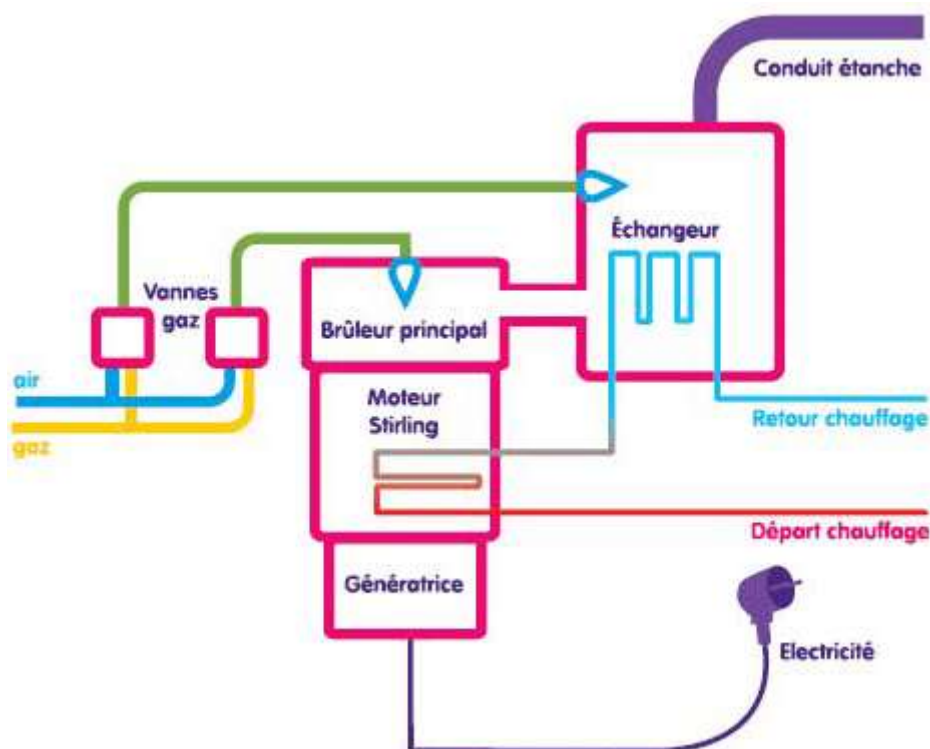 Conduit étanche
Échangeur
Vannes
gaz
Brûleur principal
air
gaz
Moteur
Stirling
Retour chauffage
Départ chauffage
Génératrice
Electricité